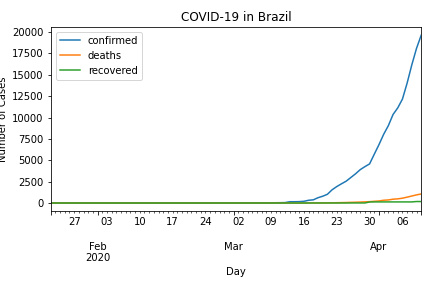 COVID-19 in Brazil
confirmed
deaths
recovered
20000
17500
15000
12500
10000
7500
5000
2500
0
Number of Cases
27 03 10 17 24 02 09 16 23 30 06
Feb Mar Apr
2020
Day